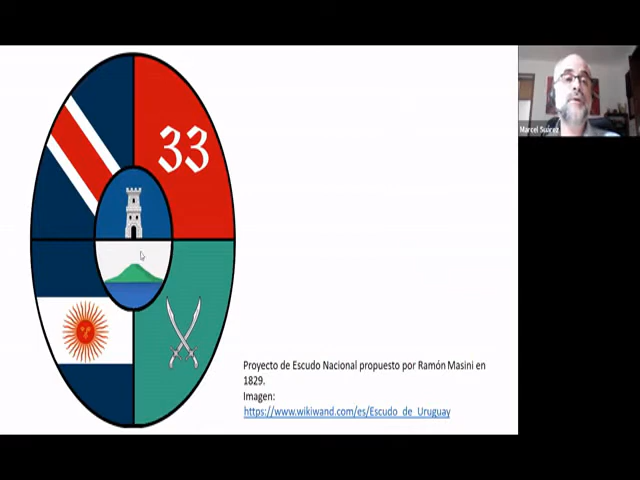 33
Marcel Suárez
Proyecto de Escudo Nacional propuesto por Ramón Masini en
1829.
Imagen:
https://www.wikiwand.com/es/Escudo_de_Uruguay